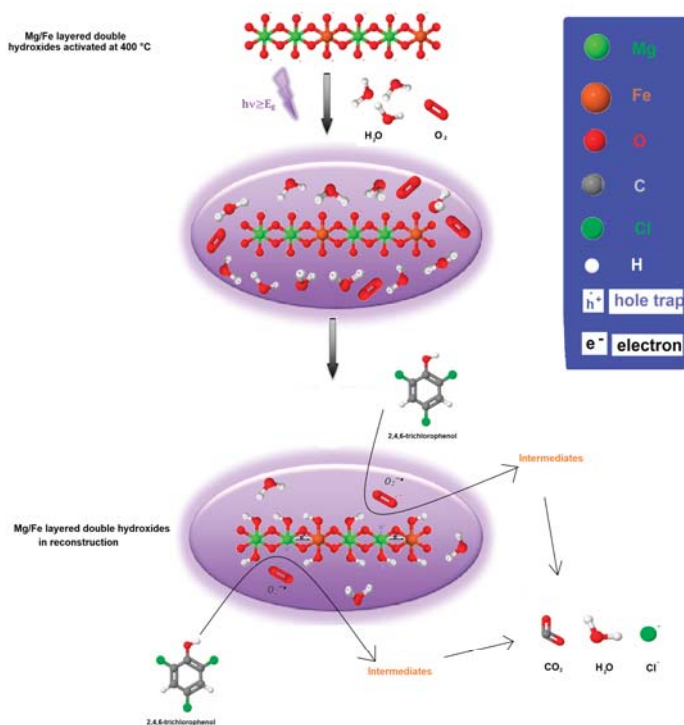 Mg/Fe layered double
hydroxides activated at 400 °C
hν≥Eg
H₂O
O₂
Mg
Fe
O
C
Cl
H
h⁺ hole trap
e⁻ electron
2,4,6-trichlorophenol
Intermediates
O₂⁻•
Mg/Fe layered double hydroxides
in reconstruction
e⁻
e⁻
O₂⁻•
Intermediates
CO₂
H₂O
Cl⁻
2,4,6-trichlorophenol